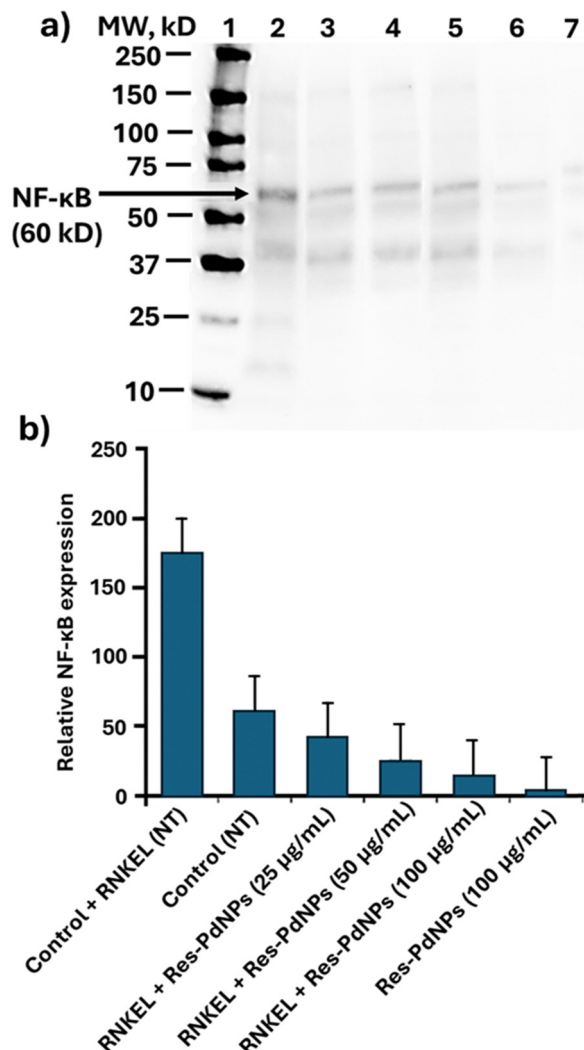 a) MW, kD 1 2 3 4 5 6 7
250
150
100
75
NF-κB
(60 kD)
50
37
25
10
b)
250
200
150
100
50
0
Relative NF-κB expression
Control + RNKEL (NT)
Control (NT)
RNKEL + Res-PdNPs (25 µg/mL)
RNKEL + Res-PdNPs (50 µg/mL)
RNKEL + Res-PdNPs (100 µg/mL)
Res-PdNPs (100 µg/mL)